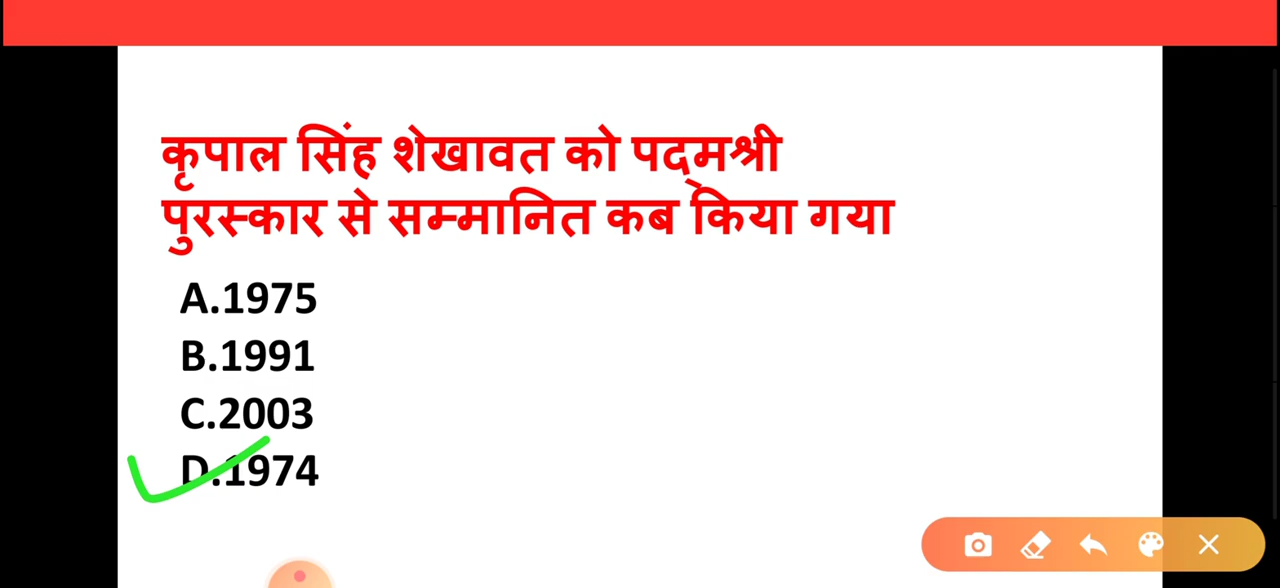 कृपाल सिंह शेखावत को पद्मश्री
पुरस्कार से सम्मानित कब किया गया
A.1975
B.1991
C.2003
D.1974